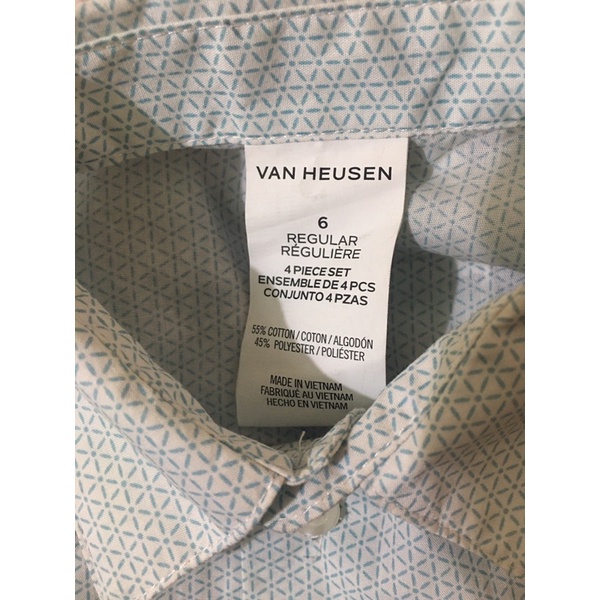 VAN HEUSEN
6
REGULAR
RÉGULIÈRE
4 PIECE SET
ENSEMBLE DE 4 PCS
CONJUNTO 4 PZAS
55% COTTON / COTON / ALGODÓN
45% POLYESTER / POLIÉSTER
MADE IN VIETNAM
FABRIQUÉ AU VIETNAM
HECHO EN VIETNAM